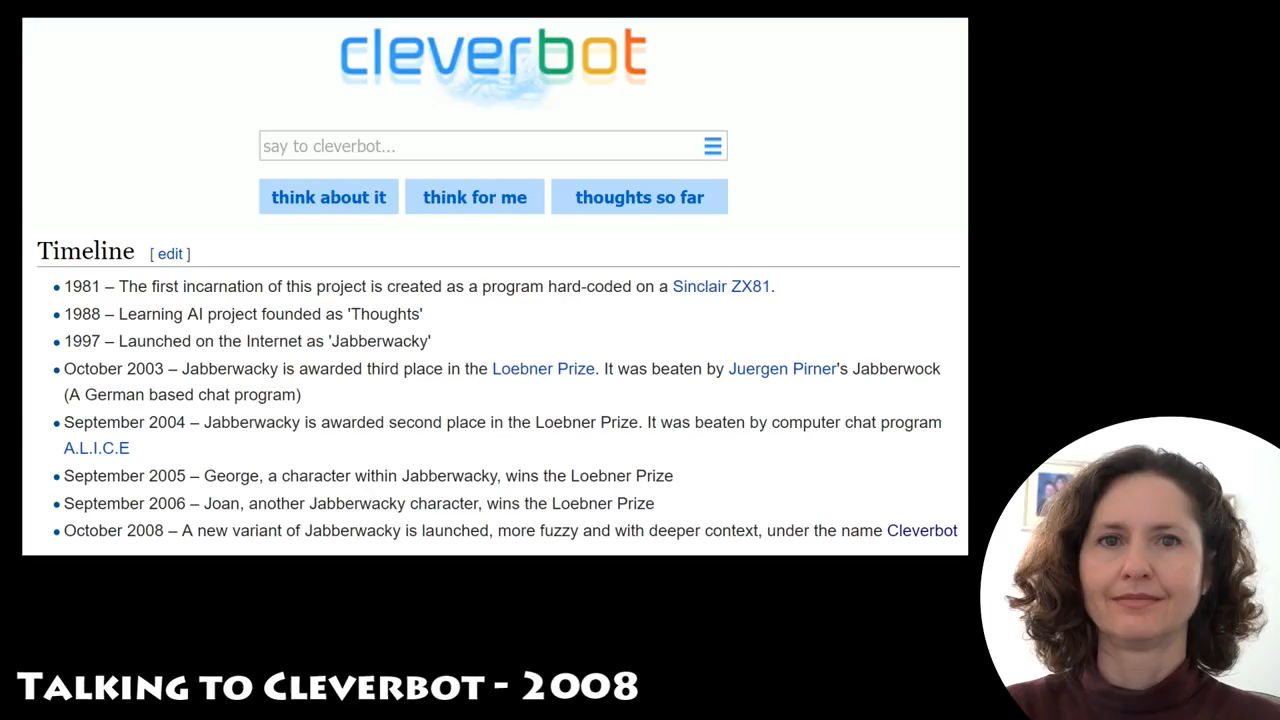 cleverbot
say to cleverbot...
think about it think for me thoughts so far
Timeline [ edit ]
• 1981 – The first incarnation of this project is created as a program hard-coded on a Sinclair ZX81.
• 1988 – Learning AI project founded as 'Thoughts'
• 1997 – Launched on the Internet as 'Jabberwacky'
• October 2003 – Jabberwacky is awarded third place in the Loebner Prize. It was beaten by Juergen Pirner's Jabberwock
(A German based chat program)
• September 2004 – Jabberwacky is awarded second place in the Loebner Prize. It was beaten by computer chat program
A.L.I.C.E
• September 2005 – George, a character within Jabberwacky, wins the Loebner Prize
• September 2006 – Joan, another Jabberwacky character, wins the Loebner Prize
• October 2008 – A new variant of Jabberwacky is launched, more fuzzy and with deeper context, under the name Cleverbot
Talking to Cleverbot - 2008